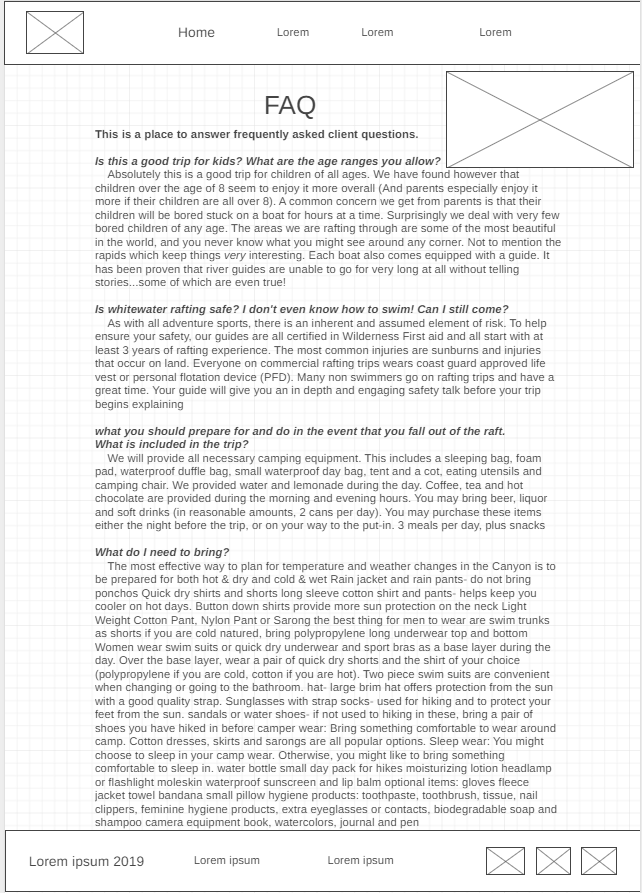 Home Lorem Lorem Lorem
FAQ
This is a place to answer frequently asked client questions.
Is this a good trip for kids? What are the age ranges you allow?
Absolutely this is a good trip for children of all ages. We have found however that
children over the age of 8 seem to enjoy it more overall (And parents especially enjoy it
more if their children are all over 8). A common concern we get from parents is that their
children will be bored stuck on a boat for hours at a time. Surprisingly we deal with very few
bored children of any age. The areas we are rafting through are some of the most beautiful
in the world, and you never know what you might see around any corner. Not to mention the
rapids which keep things very interesting. Each boat also comes equipped with a guide. It
has been proven that river guides are unable to go for very long at all without telling
stories...some of which are even true!
Is whitewater rafting safe? I don't even know how to swim! Can I still come?
As with all adventure sports, there is an inherent and assumed element of risk. To help
ensure your safety, our guides are all certified in Wilderness First aid and all start with at
least 3 years of rafting experience. The most common injuries are sunburns and injuries
that occur on land. Everyone on commercial rafting trips wears coast guard approved life
vest or personal flotation device (PFD). Many non swimmers go on rafting trips and have a
great time. Your guide will give you an in depth and engaging safety talk before your trip
begins explaining
what you should prepare for and do in the event that you fall out of the raft.
What is included in the trip?
We will provide all necessary camping equipment. This includes a sleeping bag, foam
pad, waterproof duffle bag, small waterproof day bag, tent and a cot, eating utensils and
camping chair. We provided water and lemonade during the day. Coffee, tea and hot
chocolate are provided during the morning and evening hours. You may bring beer, liquor
and soft drinks (in reasonable amounts, 2 cans per day). You may purchase these items
either the night before the trip, or on your way to the put-in. 3 meals per day, plus snacks
What do I need to bring?
The most effective way to plan for temperature and weather changes in the Canyon is to
be prepared for both hot & dry and cold & wet Rain jacket and rain pants- do not bring
ponchos Quick dry shirts and shorts long sleeve cotton shirt and pants- helps keep you
cooler on hot days. Button down shirts provide more sun protection on the neck Light
Weight Cotton Pant, Nylon Pant or Sarong the best thing for men to wear are swim trunks
as shorts if you are cold natured, bring polypropylene long underwear top and bottom
Women wear swim suits or quick dry underwear and sport bras as a base layer during the
day. Over the base layer, wear a pair of quick dry shorts and the shirt of your choice
(polypropylene if you are cold, cotton if you are hot). Two piece swim suits are convenient
when changing or going to the bathroom. hat- large brim hat offers protection from the sun
with a good quality strap. Sunglasses with strap socks- used for hiking and to protect your
feet from the sun. sandals or water shoes- if not used to hiking in these, bring a pair of
shoes you have hiked in before camper wear: Bring something comfortable to wear around
camp. Cotton dresses, skirts and sarongs are all popular options. Sleep wear: You might
choose to sleep in your camp wear. Otherwise, you might like to bring something
comfortable to sleep in. water bottle small day pack for hikes moisturizing lotion headlamp
or flashlight moleskin waterproof sunscreen and lip balm optional items: gloves fleece
jacket towel bandana small pillow hygiene products: toothpaste, toothbrush, tissue, nail
clippers, feminine hygiene products, extra eyeglasses or contacts, biodegradable soap and
shampoo camera equipment book, watercolors, journal and pen
Lorem ipsum 2019 Lorem ipsum Lorem ipsum